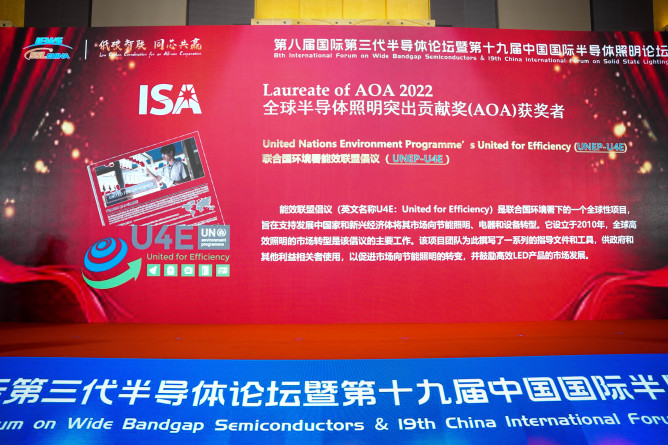 IFWS
SSLCHINA
低碳智联 同芯共赢
第八届国际第三代半导体论坛暨第十九届中国国际半导体照明论坛
8th International Forum on Wide Bandgap Semiconductors & 19th China International Forum on Solid State Lighting
ISA
Laureate of AOA 2022
全球半导体照明突出贡献奖(AOA)获奖者
United Nations Environment Programme's United for Efficiency (UNEP-U4E)
联合国环境署能效联盟倡议（UNEP-U4E）
能效联盟倡议（英文名称U4E：United for Efficiency）是联合国环境署下的一个全球性项目，
旨在支持发展中国家和新兴经济体将其市场向节能照明、电器和设备转型。它设立于2010年，全球高
效照明的市场转型是该倡议的主要工作。该项目团队为此撰写了一系列的指导文件和工具，供政府和
其他利益相关者使用，以促进市场向节能照明的转变，并鼓励高效LED产品的市场发展。
U4E
UN
environment
programme
United for Efficiency
第三代半导体论坛暨第十九届中国国际半
rum on Wide Bandgap Semiconductors & 19th China International Forum